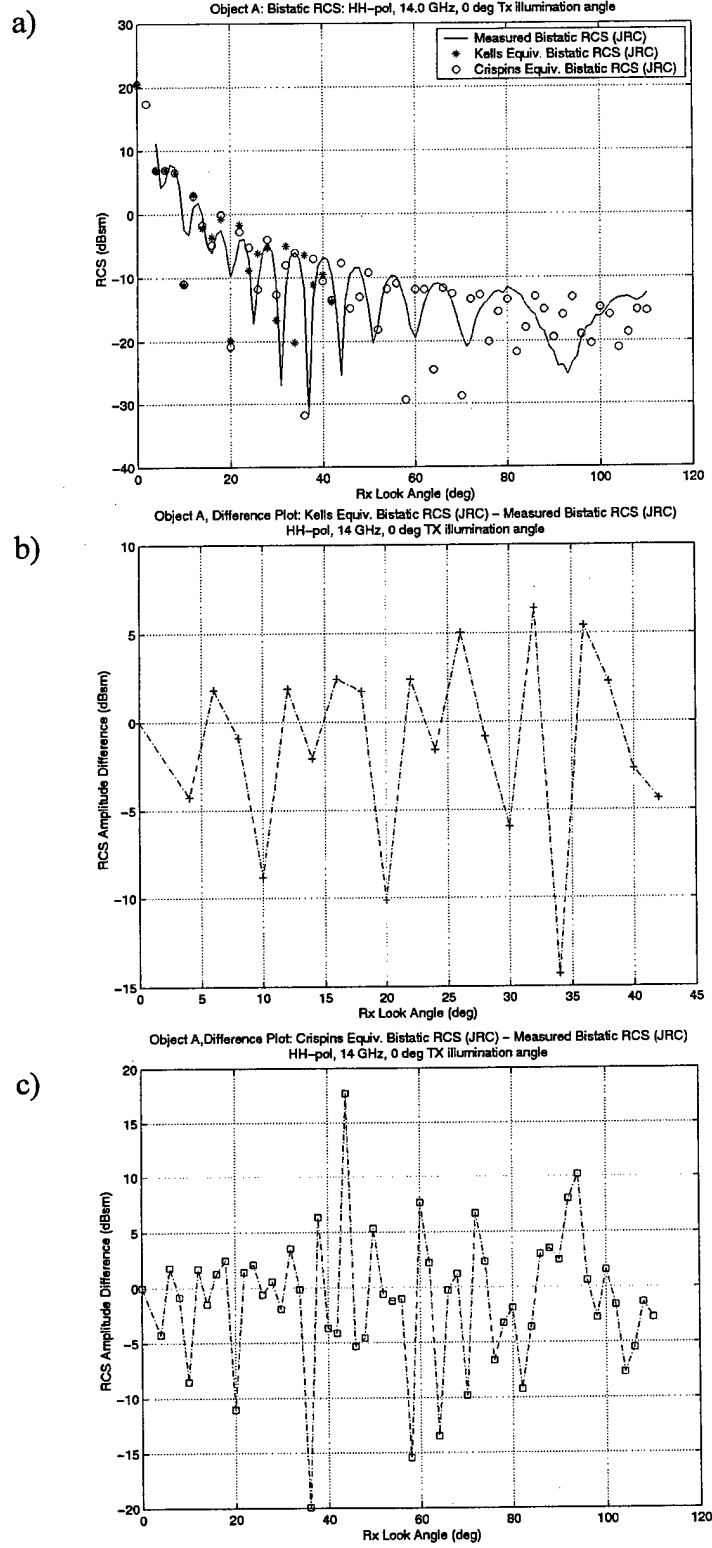 a)
Object A: Bistatic RCS: HH-pol, 14.0 GHz, 0 deg Tx illumination angle
Measured Bistatic RCS (JRC)
Kells Equiv. Bistatic RCS (JRC)
Crispins Equiv. Bistatic RCS (JRC)
RCS (dBsm)
30
20
10
0
−10
−20
−30
−40
0 20 40 60 80 100 120
Rx Look Angle (deg)
b)
Object A, Difference Plot: Kells Equiv. Bistatic RCS (JRC) − Measured Bistatic RCS (JRC)
HH-pol, 14 GHz, 0 deg TX illumination angle
RCS Amplitude Difference (dBsm)
10
5
0
−5
−10
−15
0 5 10 15 20 25 30 35 40 45
Rx Look Angle (deg)
c)
Object A,Difference Plot: Crispins Equiv. Bistatic RCS (JRC) − Measured Bistatic RCS (JRC)
HH-pol, 14 GHz, 0 deg TX illumination angle
RCS Amplitude Difference (dBsm)
20
15
10
5
0
−5
−10
−15
−20
0 20 40 60 80 100 120
Rx Look Angle (deg)